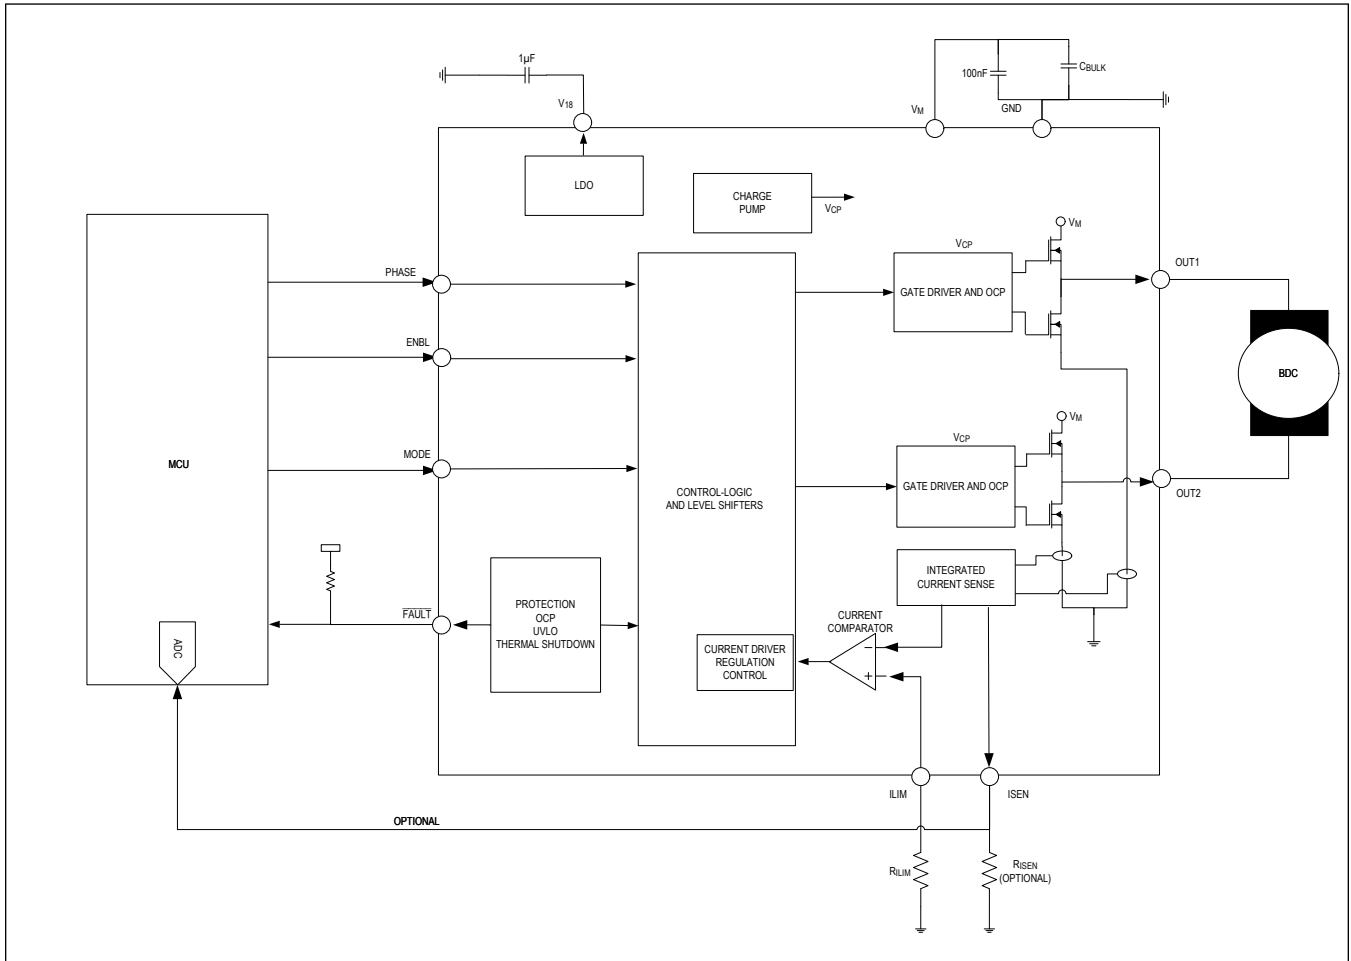 1µF
V18
VM
100nF
CBULK
GND
LDO
CHARGE
PUMP
VCP
PHASE
ENBL
MODE
FAULT
MCU
ADC
CONTROL-LOGIC
AND LEVEL SHIFTERS
VCP
GATE DRIVER AND OCP
VM
OUT1
BDC
VCP
GATE DRIVER AND OCP
VM
OUT2
INTEGRATED
CURRENT SENSE
PROTECTION
OCP
UVLO
THERMAL SHUTDOWN
CURRENT
COMPARATOR
−
+
CURRENT DRIVER
REGULATION
CONTROL
ILIM
ISEN
OPTIONAL
RILIM
RISEN
(OPTIONAL)